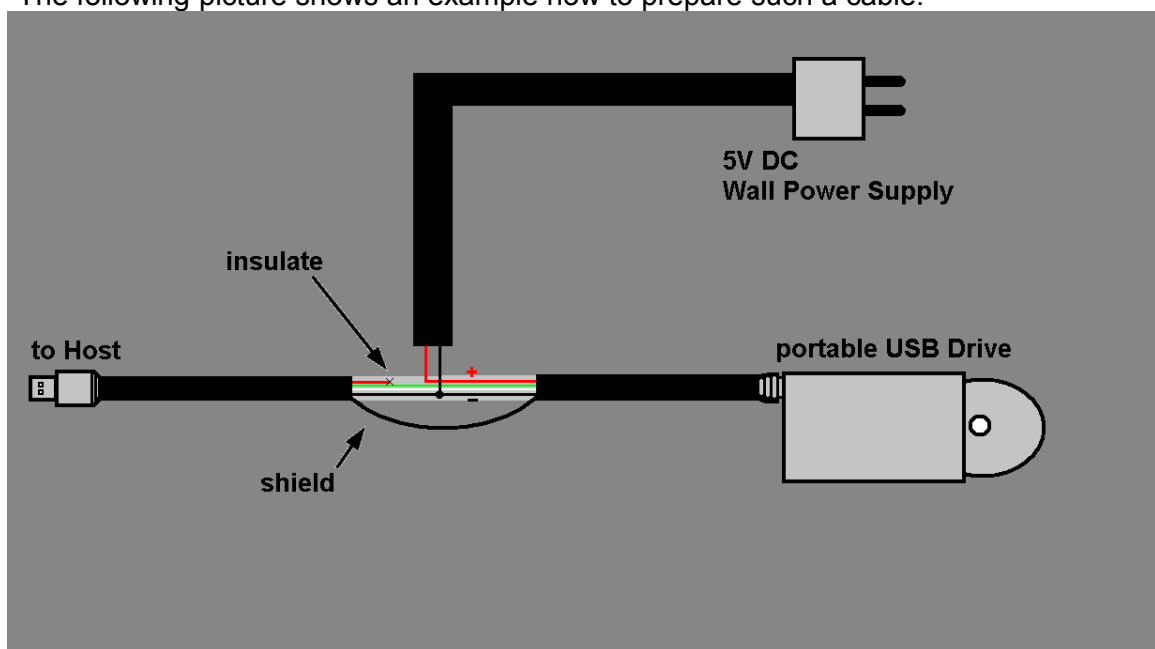 The following picture shows an example how to prepare such a cable.
5V DC
Wall Power Supply
insulate
to Host
portable USB Drive
+
-
shield